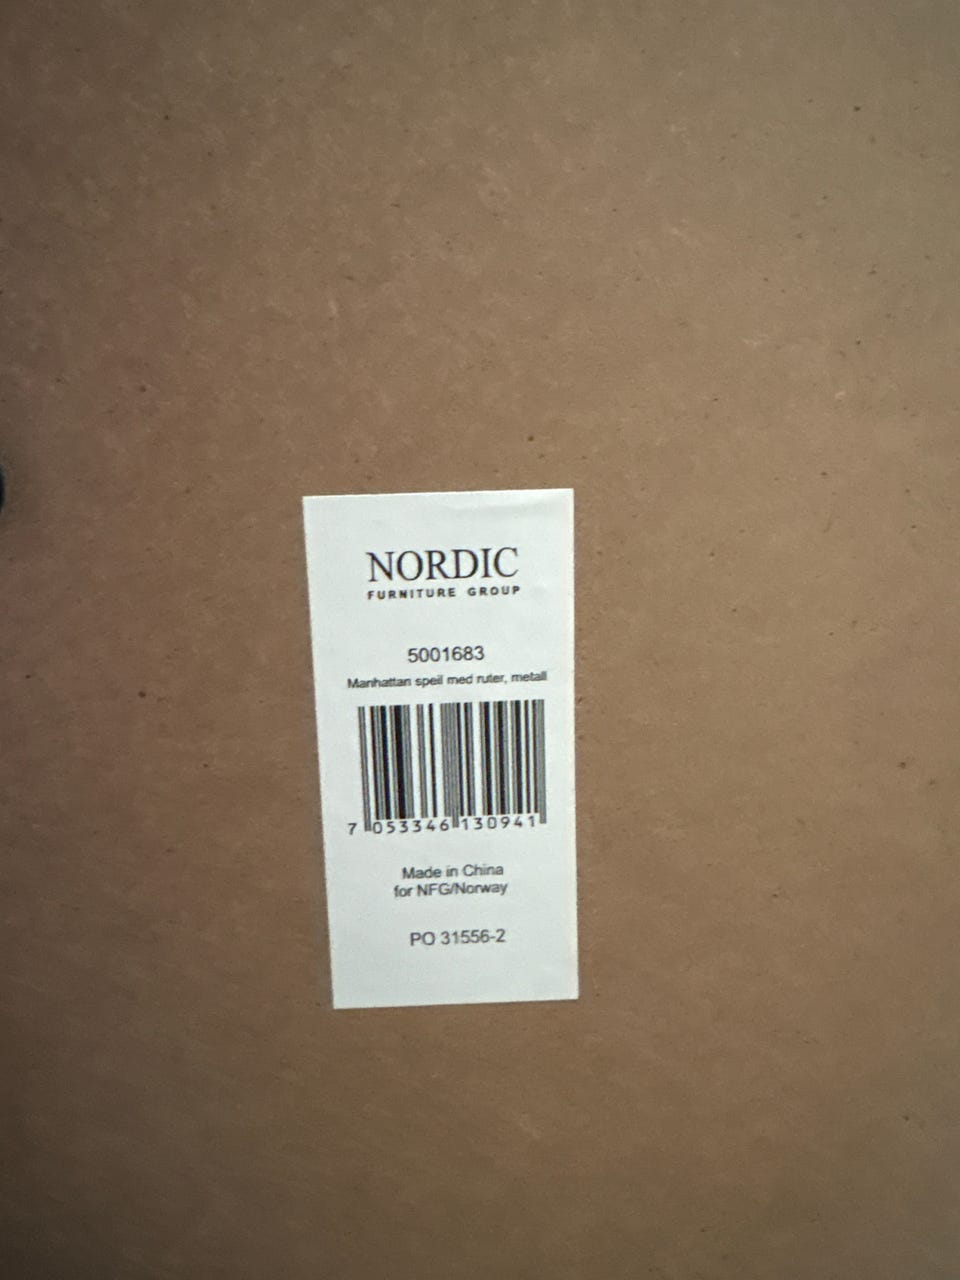 NORDIC
FURNITURE GROUP
5001683
Manhattan speil med ruter, metall
7 053346 130941
Made in China
for NFG/Norway
PO 31556-2